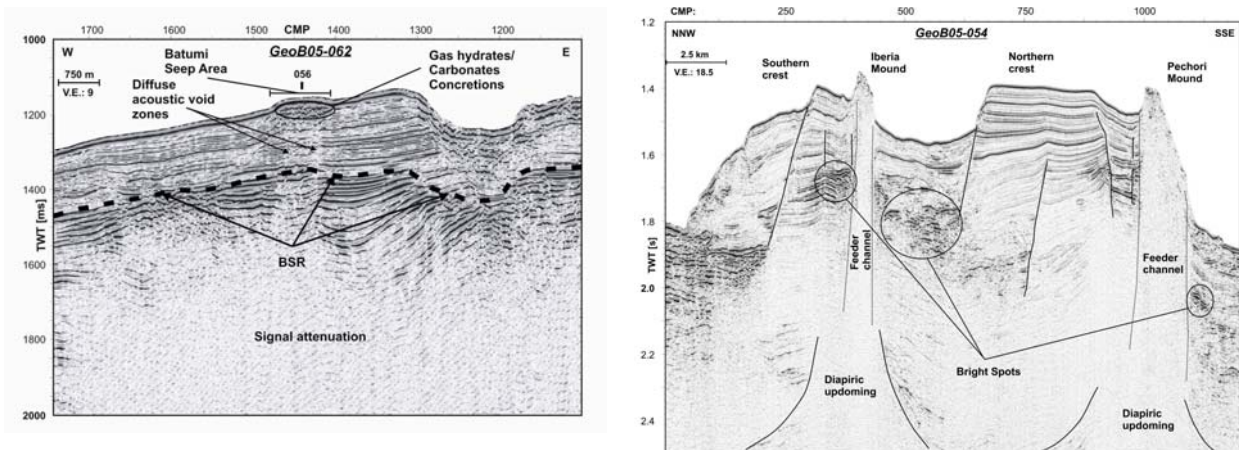 1700 1600 1500 CMP 1400 1300 1200
1000
W
GeoB05-062
E
Batumi
Seep Area
056
Gas hydrates/
Carbonates
Concretions
750 m
V.E.: 9
Diffuse
acoustic void
zones
1200
TWT [ms]
1400
BSR
1600
Signal attenuation
1800
2000
CMP: 250 500 750 1000
1.2
NNW
GeoB05-054
SSE
2.5 km
V.E.: 18.5
Southern
crest
Iberia
Mound
Northern
crest
Pechori
Mound
1.4
1.6
1.8
TWT [s]
2.0
2.2
2.4
Feeder
channel
Feeder
channel
Bright Spots
Diapiric
updoming
Diapiric
updoming